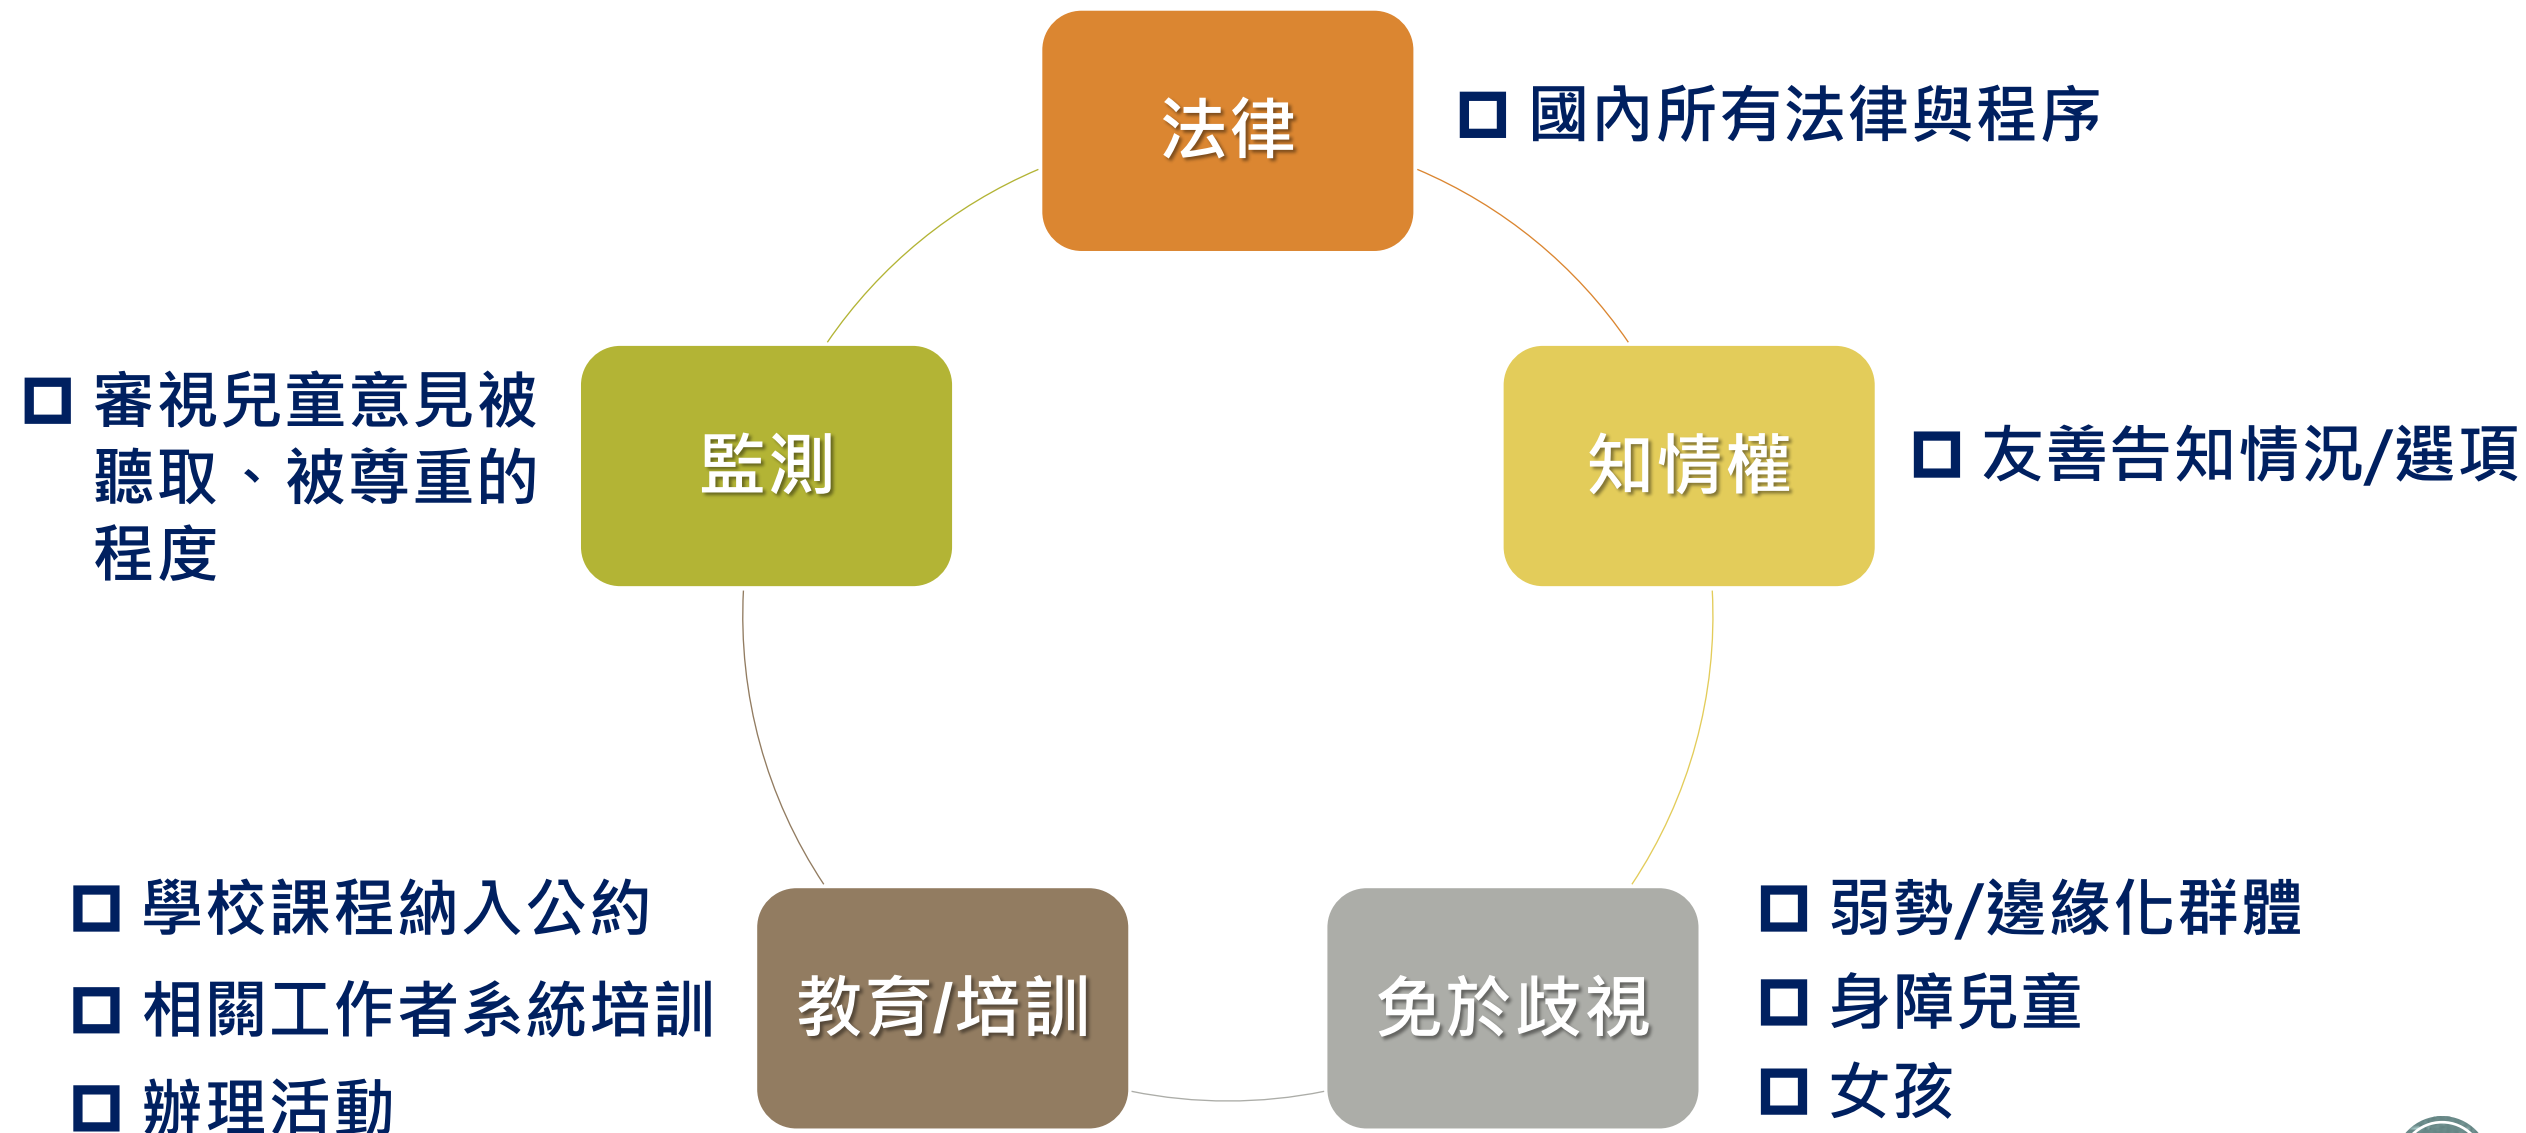 法律
國內所有法律與程序
知情權
友善告知情況/選項
免於歧視
弱勢/邊緣化群體
身障兒童
女孩
教育/培訓
學校課程納入公約
相關工作者系統培訓
辦理活動
監測
審視兒童意見被
聽取、被尊重的
程度